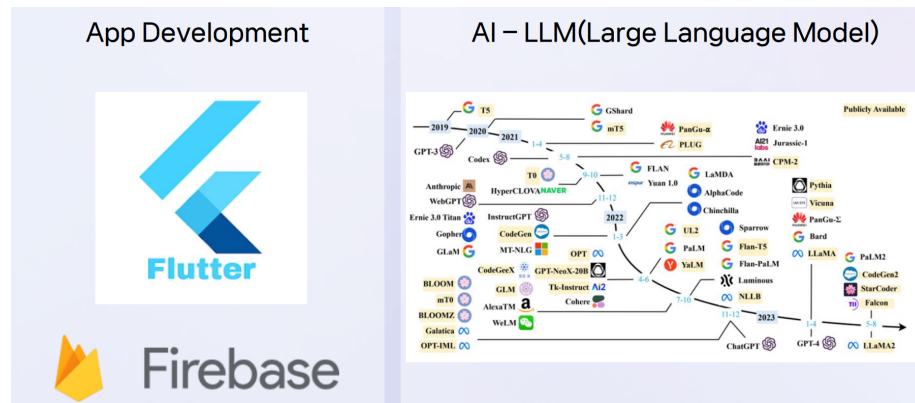 App Development
AI – LLM(Large Language Model)
Flutter
Firebase
Publicly Available
2019
T5
2020
GShard
mT5
2021
GPT-3
Codex
1-4
PanGu-α
PLUG
5-8
Ernie 3.0
AI21 labs
Jurassic-1
BAAI
CPM-2
T0
9-10
FLAN
Yuan 1.0
HyperCLOVA NAVER
Anthropic
WebGPT
11-12
LaMDA
AlphaCode
Chinchilla
2022
Ernie 3.0 Titan
InstructGPT
Gopher
CodeGen
1-3
GLaM
MT-NLG
UL2
Sparrow
PaLM
Flan-T5
OPT
YaLM
Flan-PaLM
CodeGeeX
GPT-NeoX-20B
4-6
BLOOM
GLM
Tk-Instruct
Ai2
Luminous
mT0
AlexaTM
Cohere
7-10
NLLB
BLOOMZ
WeLM
Galatica
11-12
2023
OPT-IML
ChatGPT
Pythia
Vicuna
PanGu-Σ
Bard
LLaMA
PaLM2
CodeGen2
StarCoder
TII
Falcon
1-4
5-8
GPT-4
LLaMA2